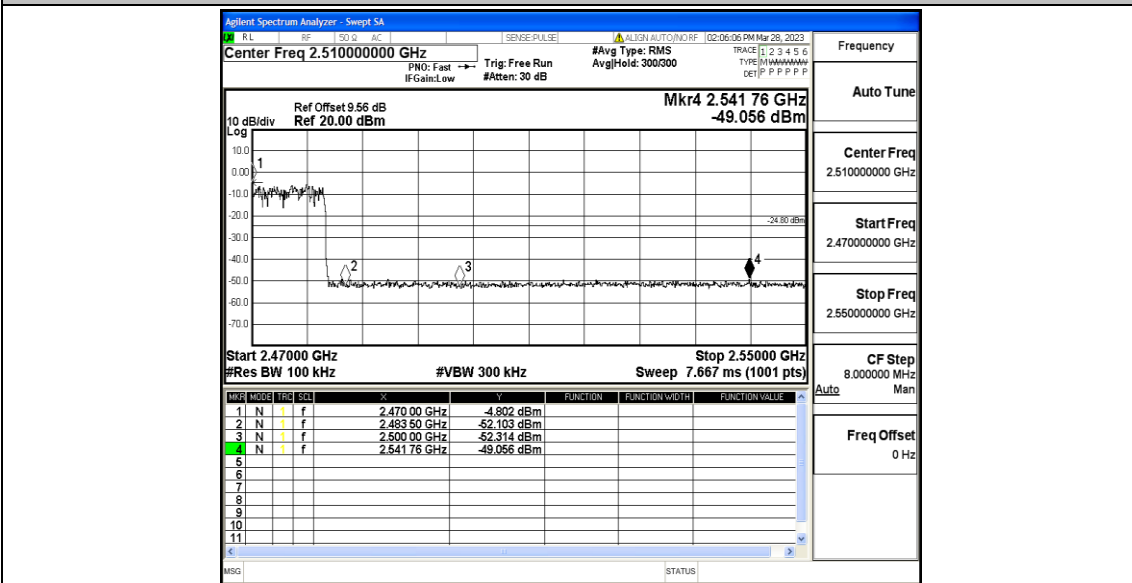 Agilent Spectrum Analyzer - Swept SA
RL RF 50 Ω AC SENSE:PULSE ALIGN AUTO/NO RF 02:06:06 PM Mar 28, 2023
Center Freq 2.510000000 GHz
PNO: Fast
IFGain:Low
Trig: Free Run
#Atten: 30 dB
#Avg Type: RMS
Avg|Hold: 300/300
TRACE 1 2 3 4 5 6
TYPE M W W W W W
DET P P P P P P
Ref Offset 9.56 dB
10 dB/div Ref 20.00 dBm
Mkr4 2.541 76 GHz
-49.056 dBm
Log
10.0
0.00
-10.0
-20.0
-30.0
-40.0
-50.0
-60.0
-70.0
1
2
3
4
-24.80 dBm
Start 2.47000 GHz Stop 2.55000 GHz
#Res BW 100 kHz #VBW 300 kHz Sweep 7.667 ms (1001 pts)
MKR MODE TRC SCL X Y FUNCTION FUNCTION WIDTH FUNCTION VALUE
1 N 1 f 2.470 00 GHz -4.802 dBm
2 N 1 f 2.483 50 GHz -52.103 dBm
3 N 1 f 2.500 00 GHz -52.314 dBm
4 N 1 f 2.541 76 GHz -49.056 dBm
5
6
7
8
9
10
11
MSG STATUS
Frequency
Auto Tune
Center Freq
2.510000000 GHz
Start Freq
2.470000000 GHz
Stop Freq
2.550000000 GHz
CF Step
8.000000 MHz
Auto Man
Freq Offset
0 Hz